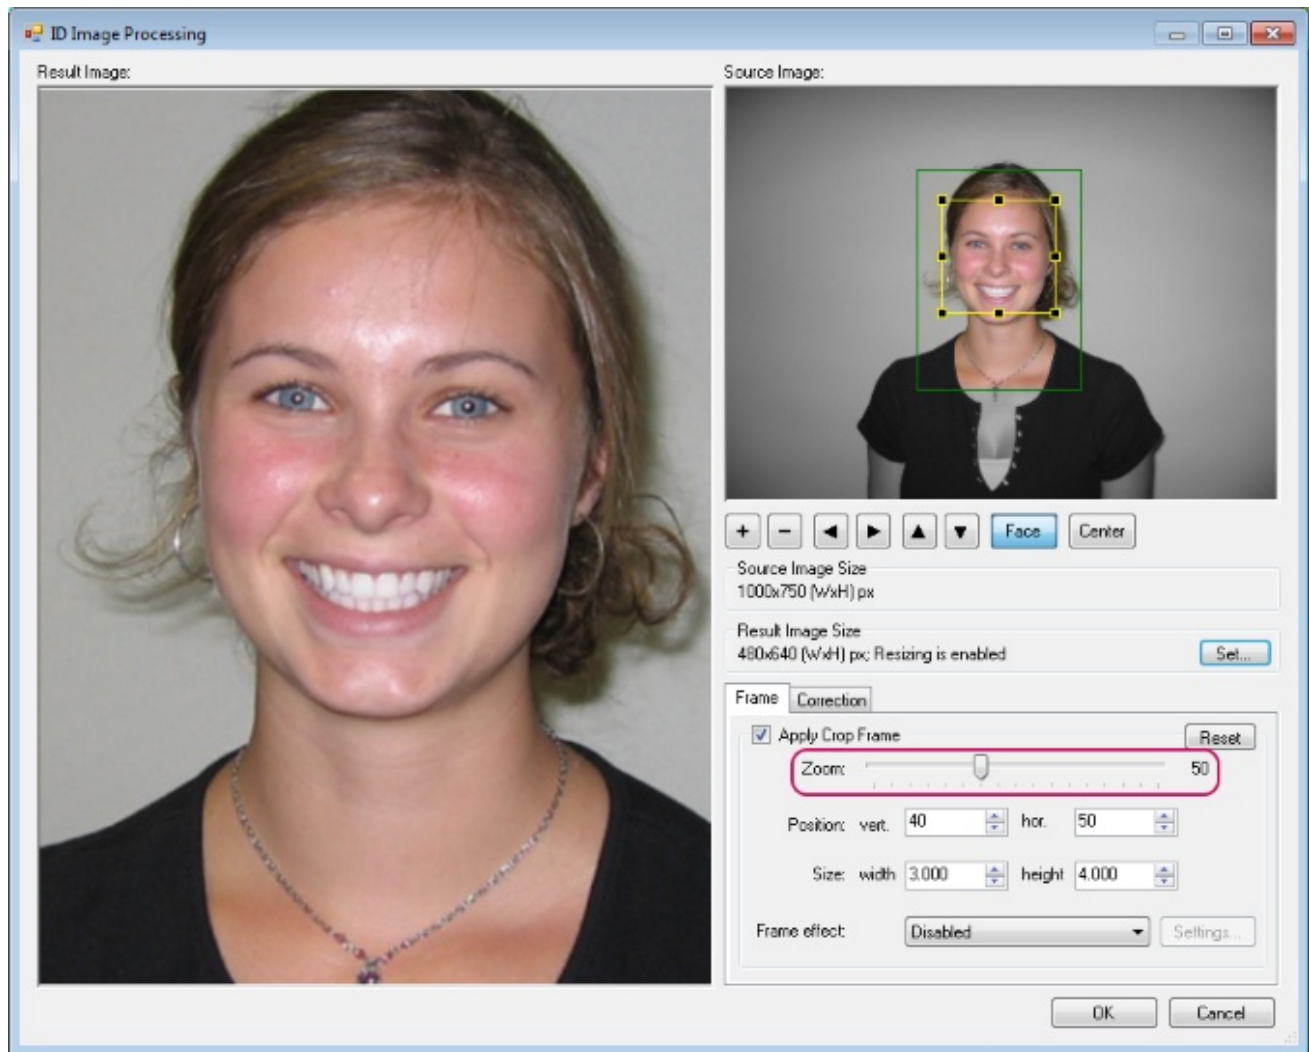 ID Image Processing
Result Image:
Source Image:
+ − ◄ ► ▲ ▼ Face Center
Source Image Size
1000x750 (WxH) px
Result Image Size
480x640 (WxH) px; Resizing is enabled Set...
Frame Correction
Apply Crop Frame Reset
Zoom: 50
Position: vert. 40 hor. 50
Size: width 3.000 height 4.000
Frame effect: Disabled Settings...
OK Cancel